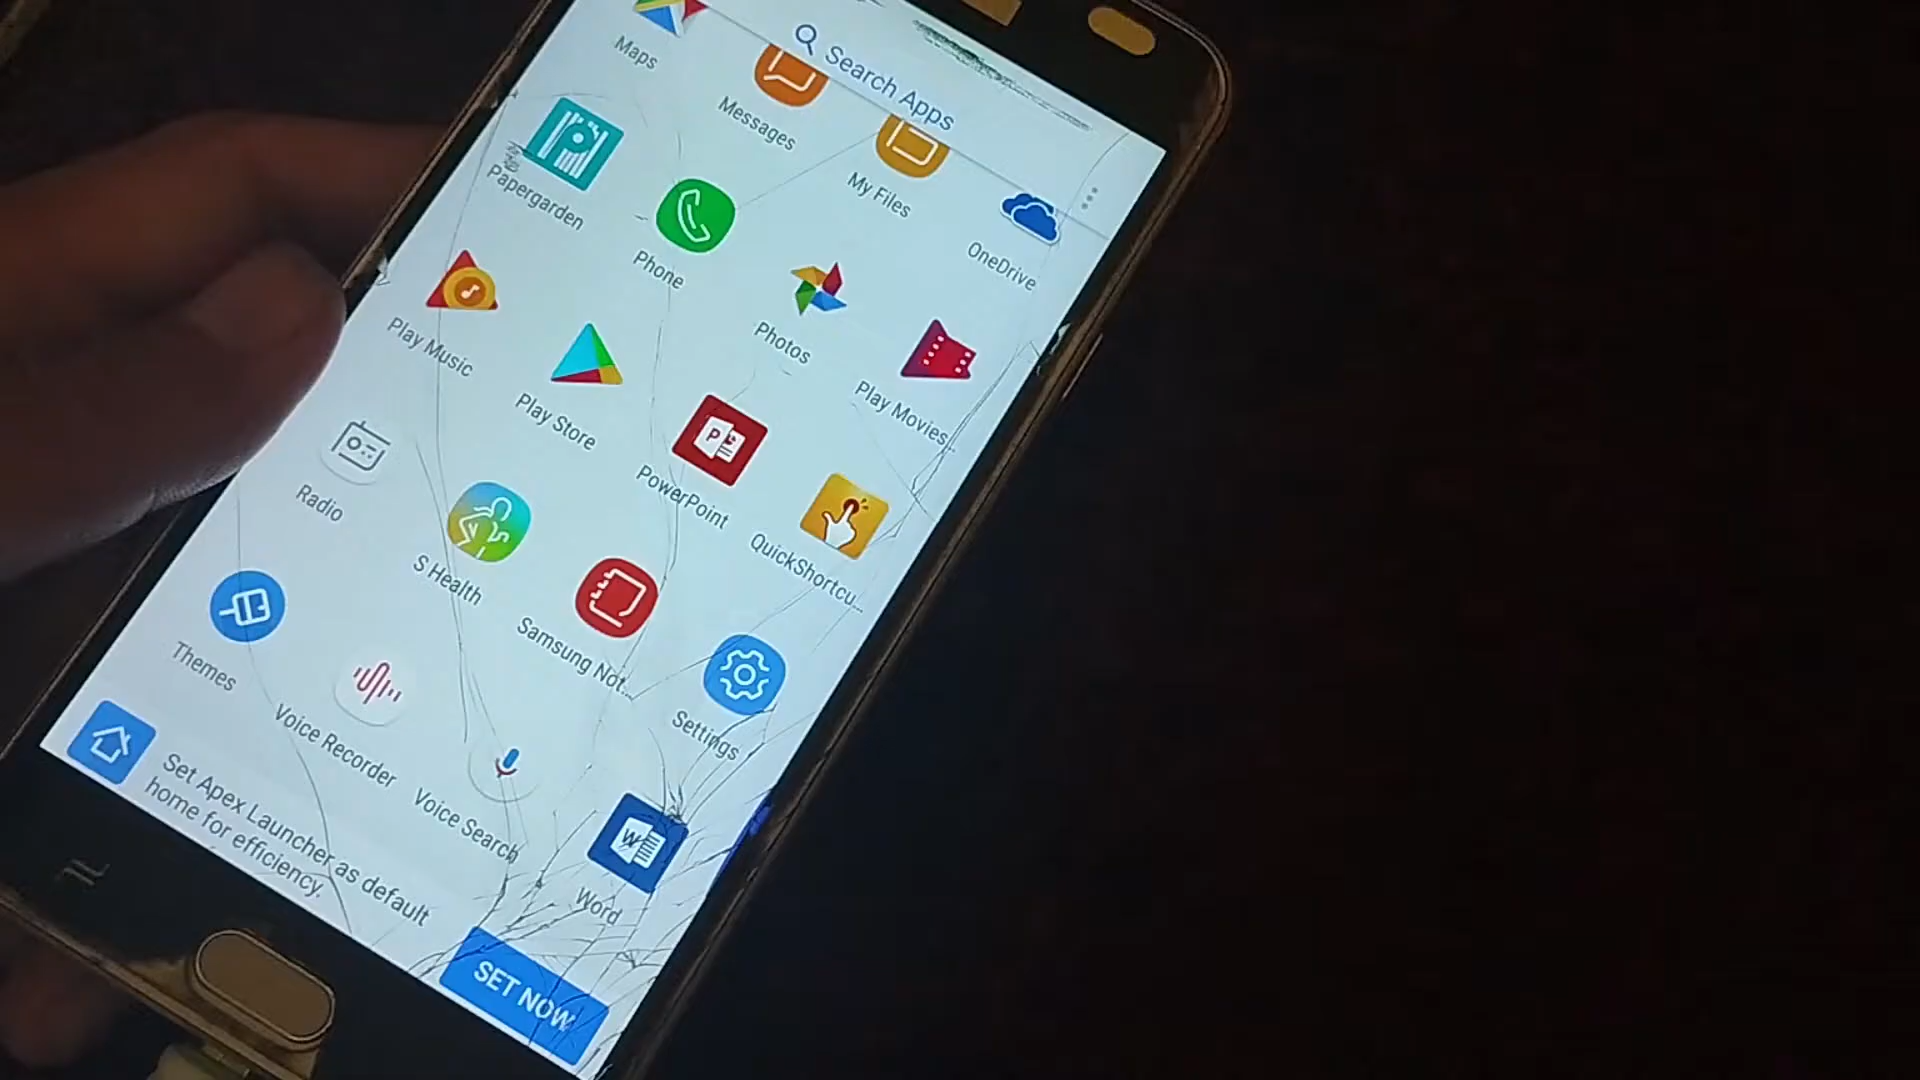 Search Apps
Maps
Messages
My Files
OneDrive
Papergarden
Phone
Photos
Play Movies...
Play Music
Play Store
PowerPoint
QuickShortcu...
Radio
S Health
Samsung Not...
Settings
Themes
Voice Recorder
Voice Search
Word
Set Apex Launcher as default
home for efficiency.
SET NOW